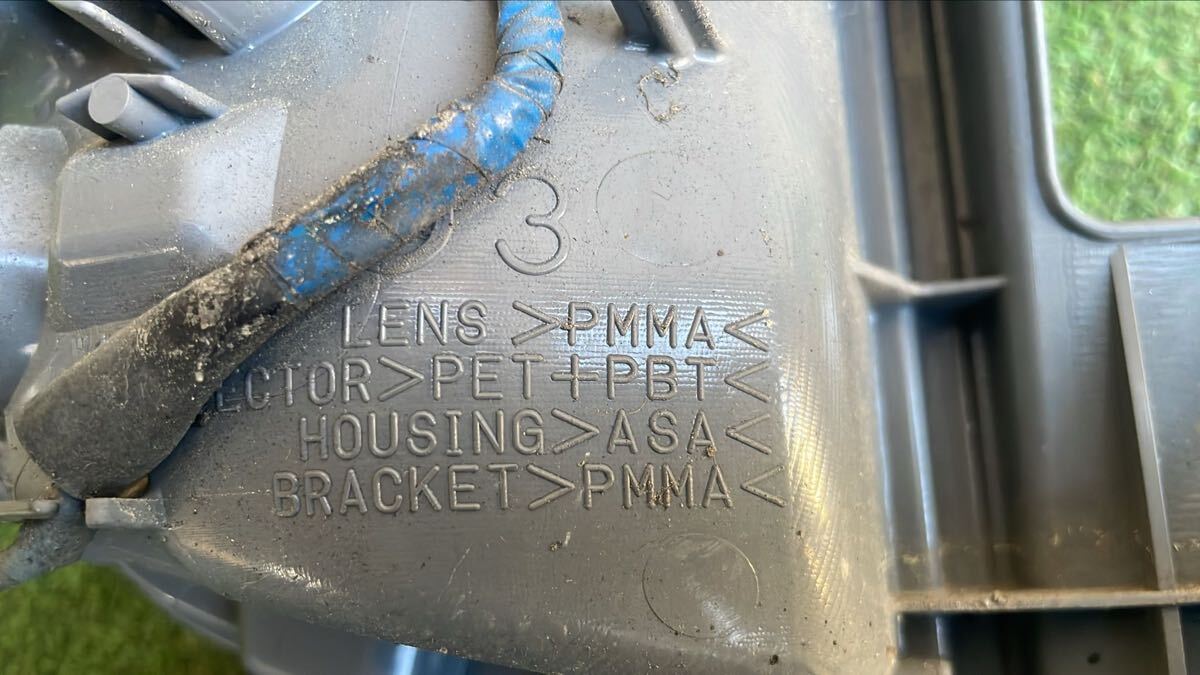 3
LENS >PMMA<
ECTOR>PET+PBT<
HOUSING>ASA<
BRACKET>PMMA<